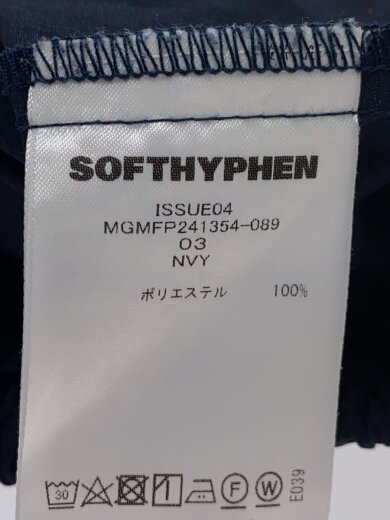 SOFTHYPHEN
ISSUE04
MGMFP241354-089
03
NVY
ポリエステル 100%
30 F W E039